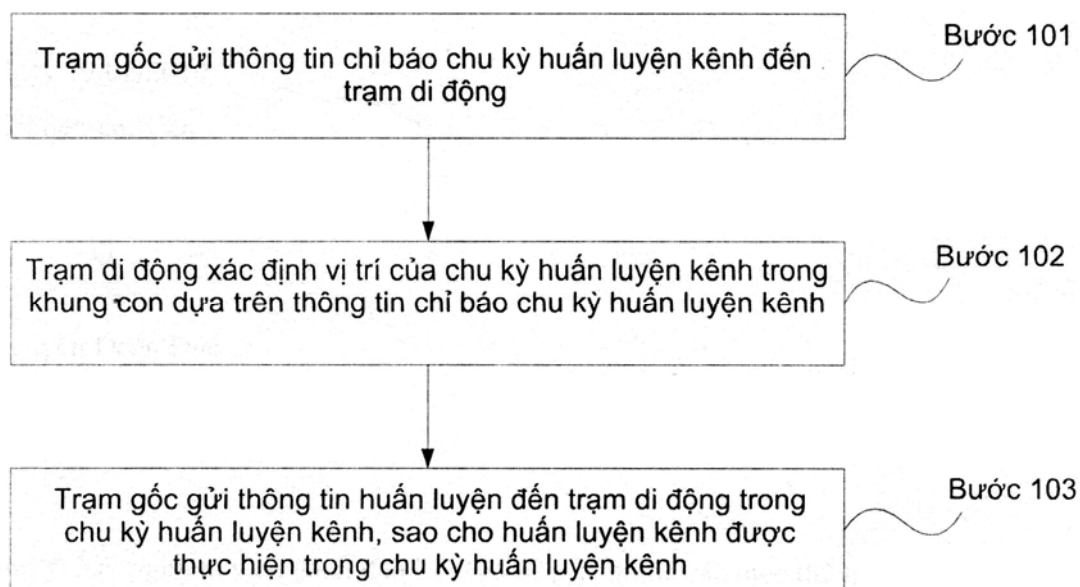 Trạm gốc gửi thông tin chỉ báo chu kỳ huấn luyện kênh đến
trạm di động
Bước 101
Trạm di động xác định vị trí của chu kỳ huấn luyện kênh trong
khung con dựa trên thông tin chỉ báo chu kỳ huấn luyện kênh
Bước 102
Trạm gốc gửi thông tin huấn luyện đến trạm di động trong
chu kỳ huấn luyện kênh, sao cho huấn luyện kênh được
thực hiện trong chu kỳ huấn luyện kênh
Bước 103